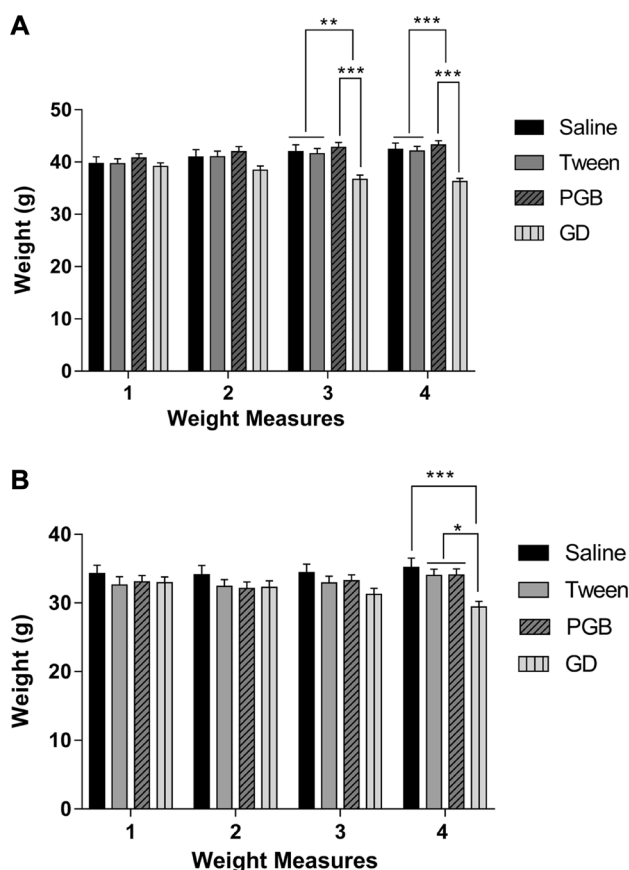 A
** ***
*** ***
50
40
30
20
10
0
Weight (g)
1 2 3 4
Weight Measures
Saline
Tween
PGB
GD
B
***
*
40
30
20
10
0
Weight (g)
1 2 3 4
Weight Measures
Saline
Tween
PGB
GD